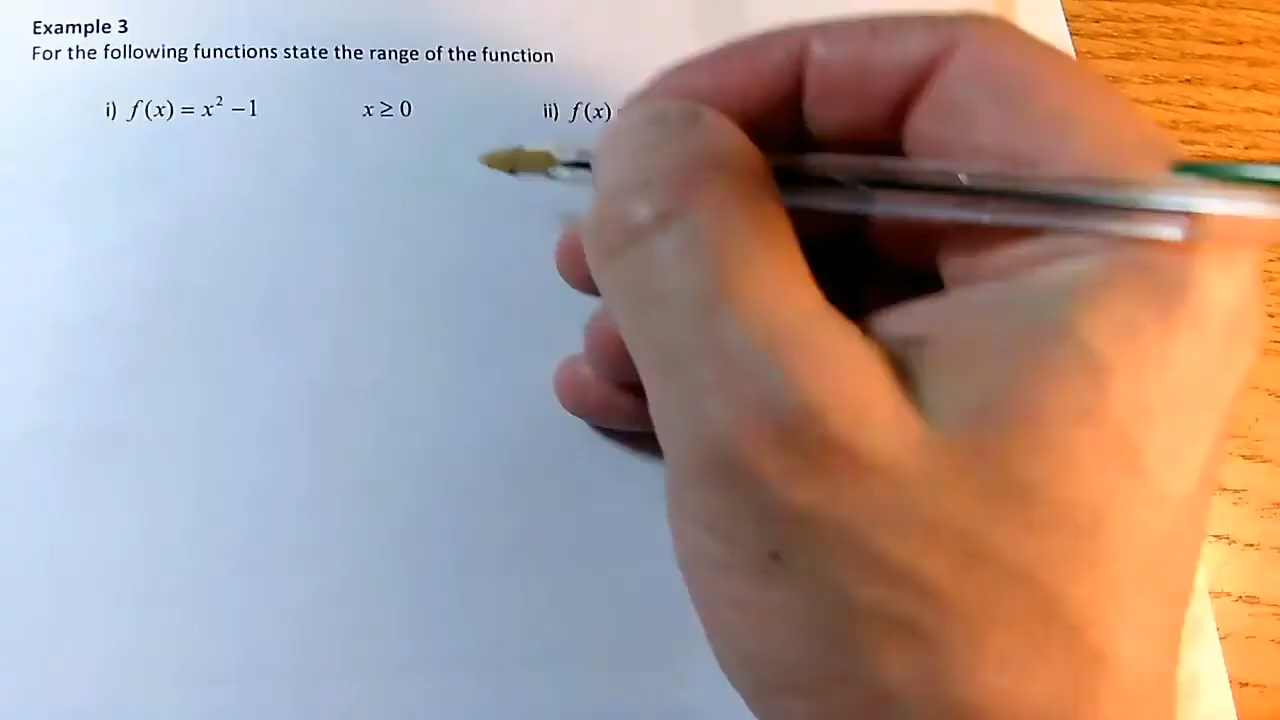 Example 3
For the following functions state the range of the function
i) f(x) = x² − 1 x ≥ 0 ii) f(x)